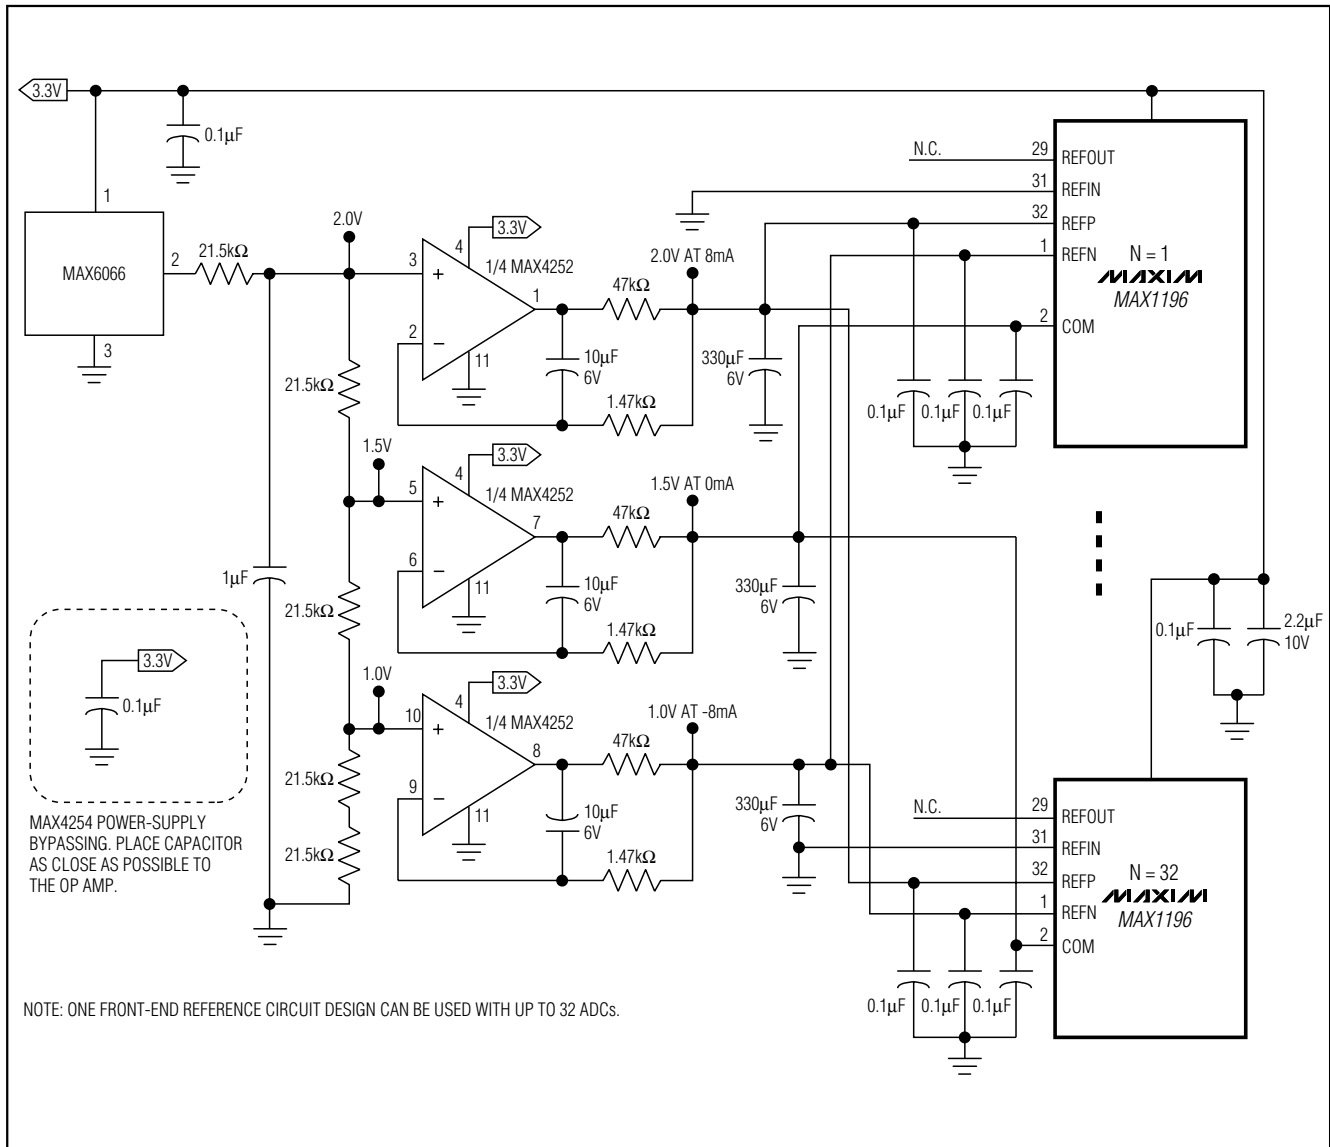 3.3V
0.1µF
1
MAX6066
2
3
21.5kΩ
2.0V
21.5kΩ
1.5V
21.5kΩ
1.0V
21.5kΩ
21.5kΩ
1µF
3.3V
0.1µF
MAX4254 POWER-SUPPLY
BYPASSING. PLACE CAPACITOR
AS CLOSE AS POSSIBLE TO
THE OP AMP.
3
+
4
3.3V
1/4 MAX4252
1
2
−
11
10µF
6V
47kΩ
1.47kΩ
2.0V AT 8mA
330µF
6V
5
+
4
3.3V
1/4 MAX4252
7
6
−
11
10µF
6V
47kΩ
1.47kΩ
1.5V AT 0mA
330µF
6V
10
+
4
3.3V
1/4 MAX4252
8
9
−
11
10µF
6V
47kΩ
1.47kΩ
1.0V AT -8mA
330µF
6V
N.C.
29 REFOUT
31 REFIN
32 REFP
1 REFN
2 COM
N = 1
MAXIM
MAX1196
0.1µF 0.1µF 0.1µF
0.1µF
2.2µF
10V
N.C.
29 REFOUT
31 REFIN
32 REFP
1 REFN
2 COM
N = 32
MAXIM
MAX1196
0.1µF 0.1µF 0.1µF
NOTE: ONE FRONT-END REFERENCE CIRCUIT DESIGN CAN BE USED WITH UP TO 32 ADCs.